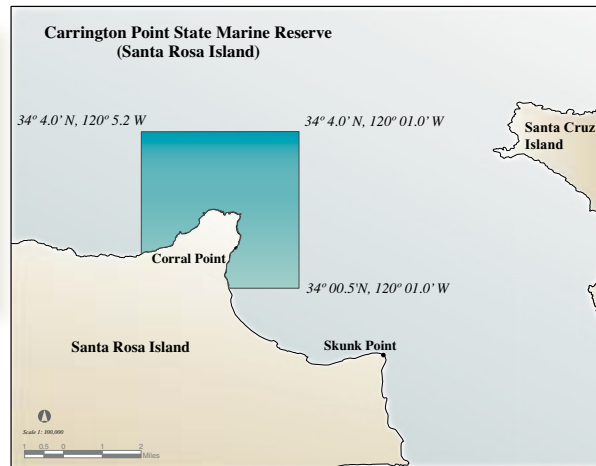 Carrington Point State Marine Reserve
(Santa Rosa Island)
34º 4.0’ N, 120º 5.2 W
34º 4.0’ N, 120º 01.0’ W
Santa Cruz
Island
Corral Point
34º 00.5'N, 120º 01.0’ W
Santa Rosa Island
Skunk Point
Scale 1: 100,000
1 0.5 0 1 2
Miles